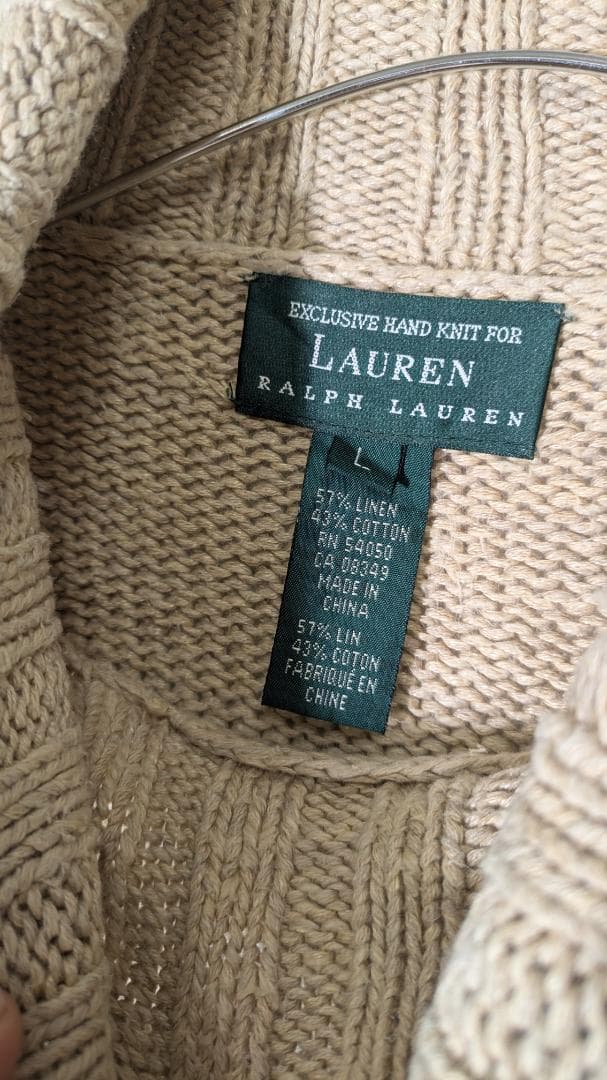 EXCLUSIVE HAND KNIT FOR
LAUREN
RALPH LAUREN
L
57% LINEN
43% COTTON
RN 54050
CA 08349
MADE IN
CHINA
57% LIN
43% COTON
FABRIQUÉ EN
CHINE